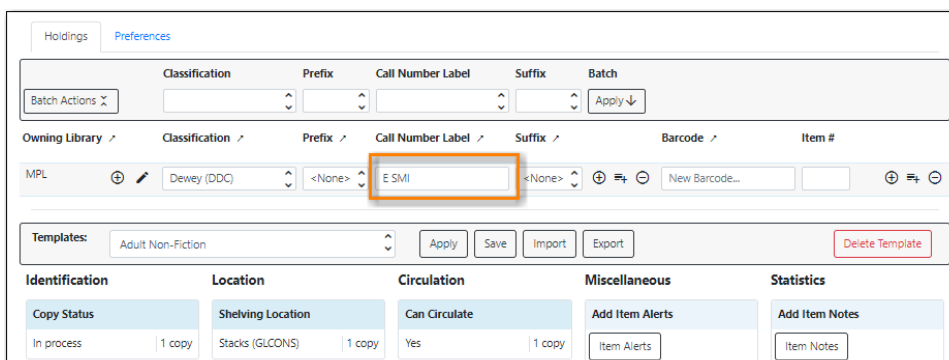 Holdings Preferences
Classification Prefix Call Number Label Suffix Batch
Batch Actions Apply
Owning Library Classification Prefix Call Number Label Suffix Barcode Item #
MPL Dewey (DDC) <None> E SMI <None> New Barcode...
Templates: Adult Non-Fiction Apply Save Import Export Delete Template
Identification Location Circulation Miscellaneous Statistics
Copy Status Shelving Location Can Circulate Add Item Alerts Add Item Notes
In process 1 copy Stacks (GLCONS) 1 copy Yes 1 copy Item Alerts Item Notes